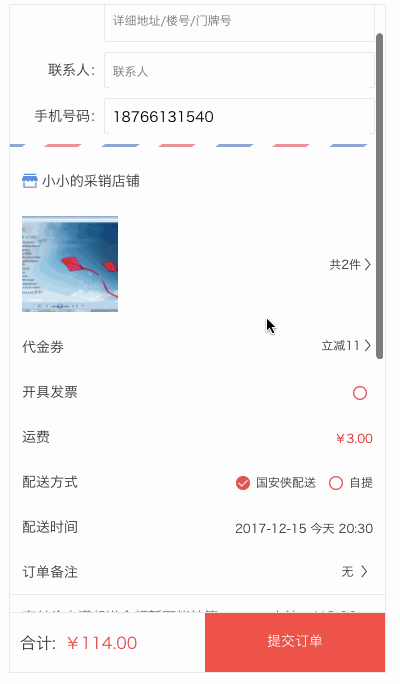 详细地址/楼号/门牌号
联系人： 联系人
手机号码： 18766131540
小小的采销店铺
共2件
代金券 立减11
开具发票
运费 ￥3.00
配送方式 国安侠配送 自提
配送时间 2017-12-15 今天 20:30
订单备注 无
合计: ￥114.00 提交订单